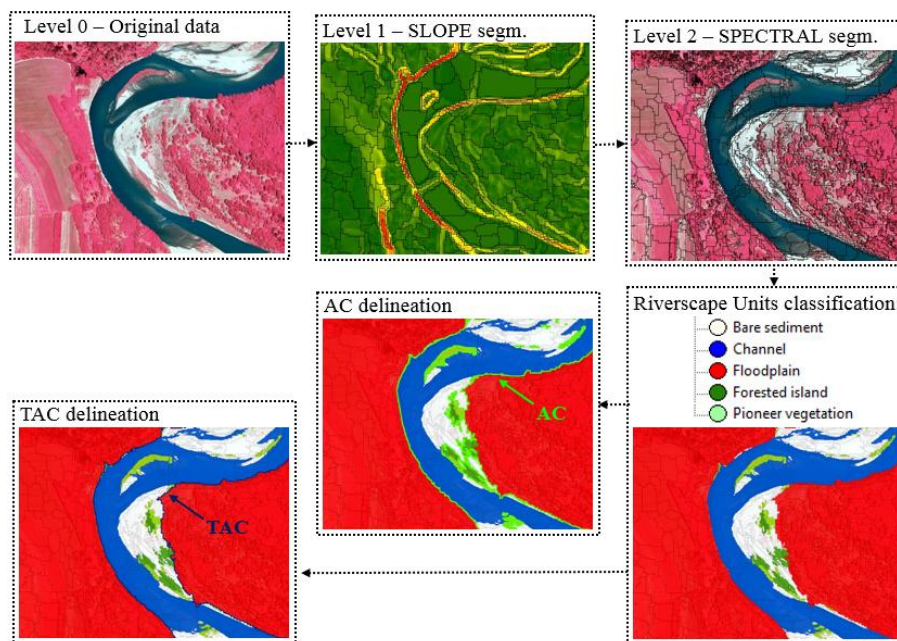 Level 0 – Original data
Level 1 – SLOPE segm.
Level 2 – SPECTRAL segm.
AC delineation
AC
Riverscape Units classification:
Bare sediment
Channel
Floodplain
Forested island
Pioneer vegetation
TAC delineation
TAC